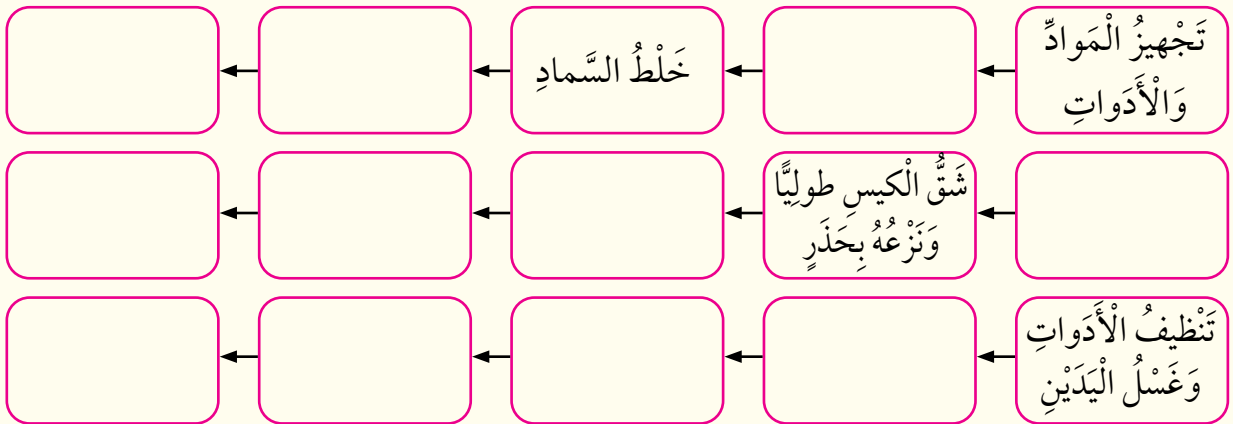 تَجْهيزُ الْمَوادِّ
وَالْأَدَواتِ
خَلْطُ السَّمادِ
شَقُّ الْكيسِ طولِيًّا
وَنَزْعُهُ بِحَذَرٍ
تَنْظيفُ الْأَدَواتِ
وَغَسْلُ الْيَدَيْنِ